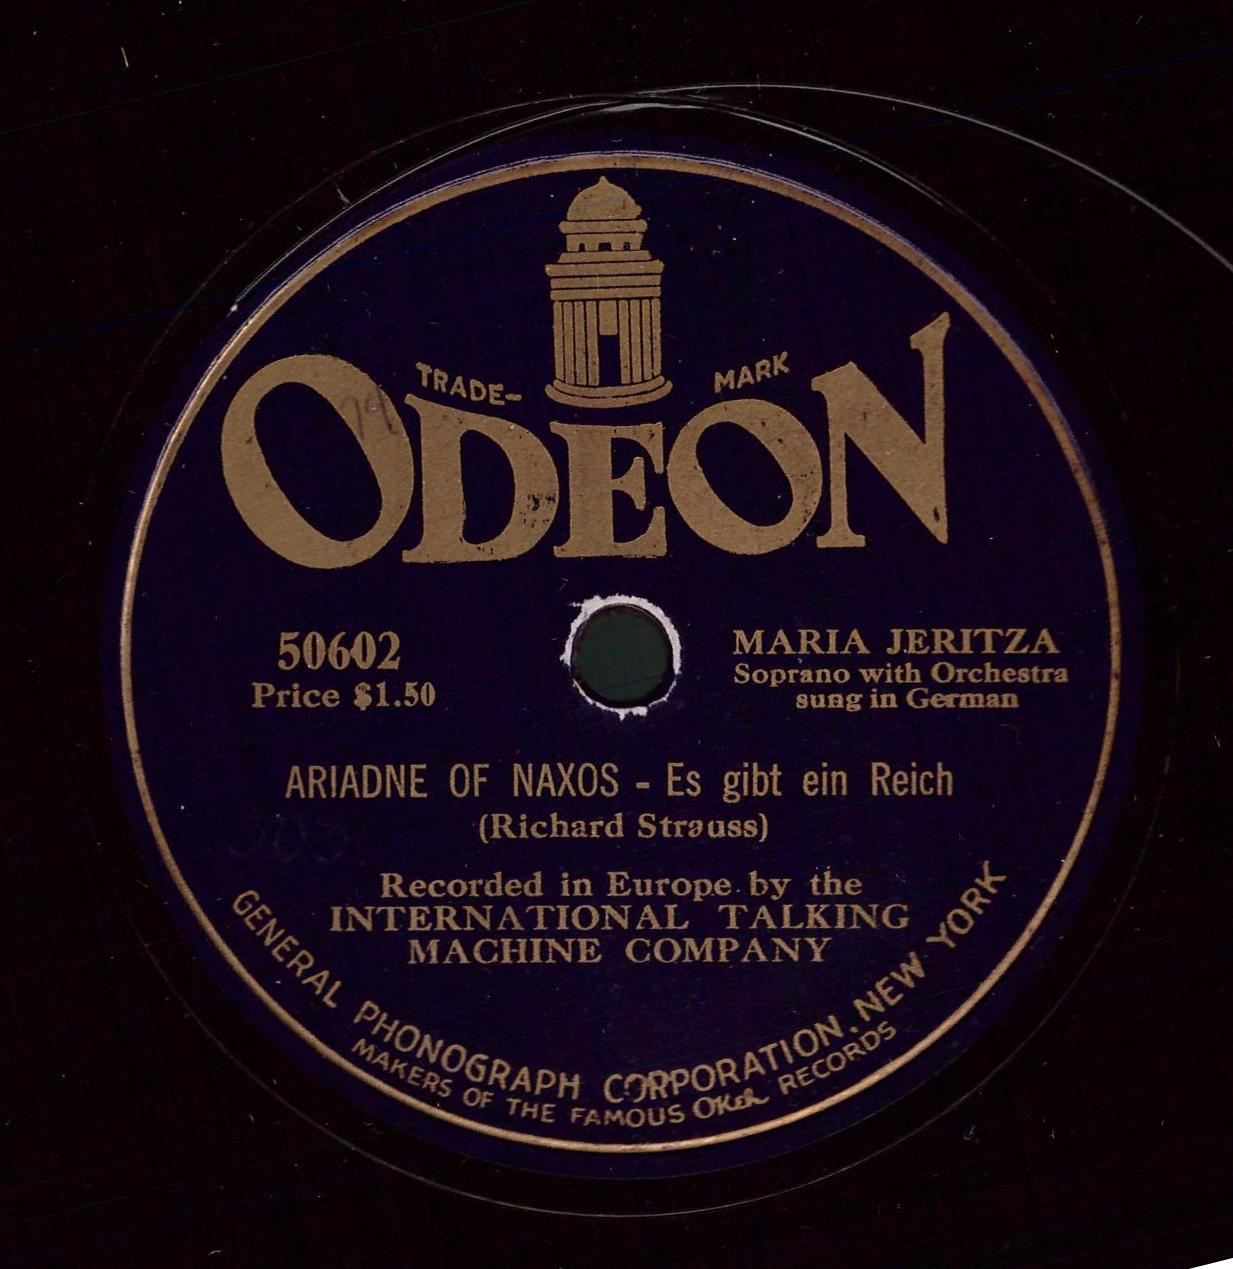 TRADE- MARK
ODEON
50602
Price $1.50
MARIA JERITZA
Soprano with Orchestra
sung in German
ARIADNE OF NAXOS - Es gibt ein Reich
(Richard Strauss)
Recorded in Europe by the
INTERNATIONAL TALKING
MACHINE COMPANY
GENERAL PHONOGRAPH CORPORATION, NEW YORK
MAKERS OF THE FAMOUS OKeh RECORDS